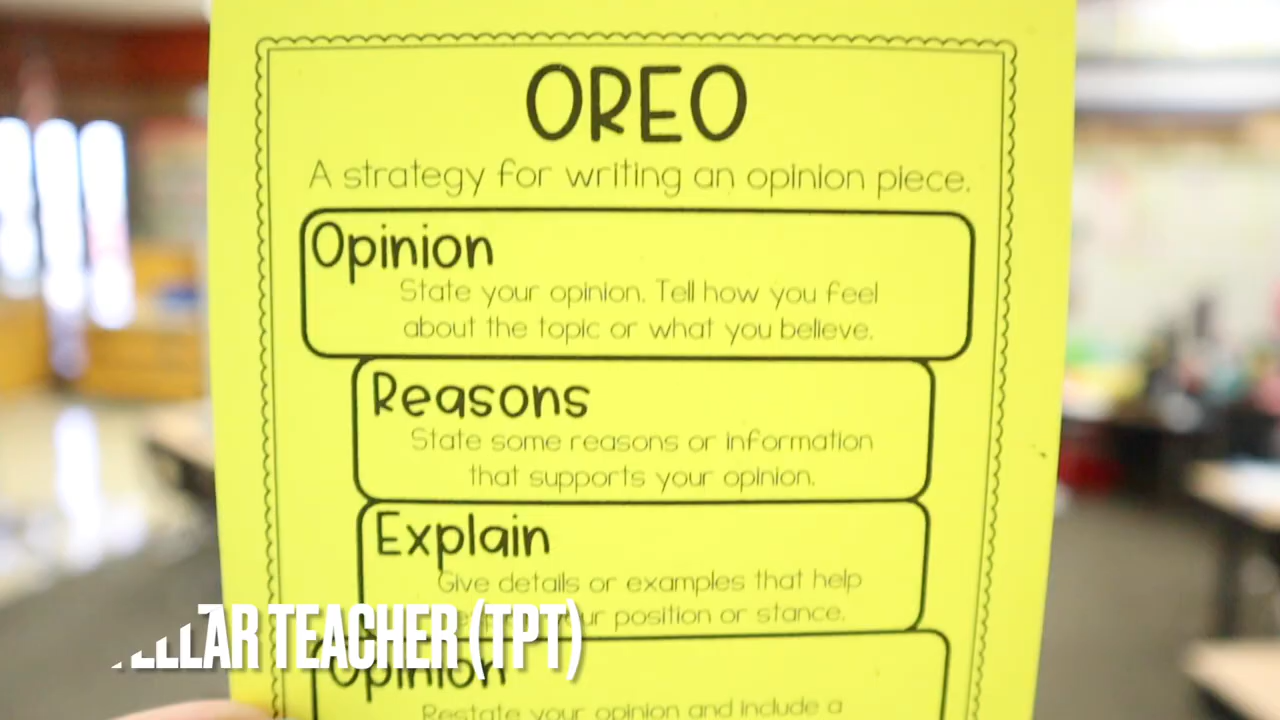 OREO
A strategy for writing an opinion piece.
Opinion
State your opinion. Tell how you feel
about the topic or what you believe.
Reasons
State some reasons or information
that supports your opinion.
Explain
Give details or examples that help
your position or stance.
TELLAR TEACHER (TPT)
Opinion
Restate your opinion and include a